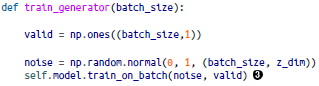 def train_generator(batch_size):
valid = np.ones((batch_size,1))
noise = np.random.normal(0, 1, (batch_size, z_dim))
self.model.train_on_batch(noise, valid) ❸